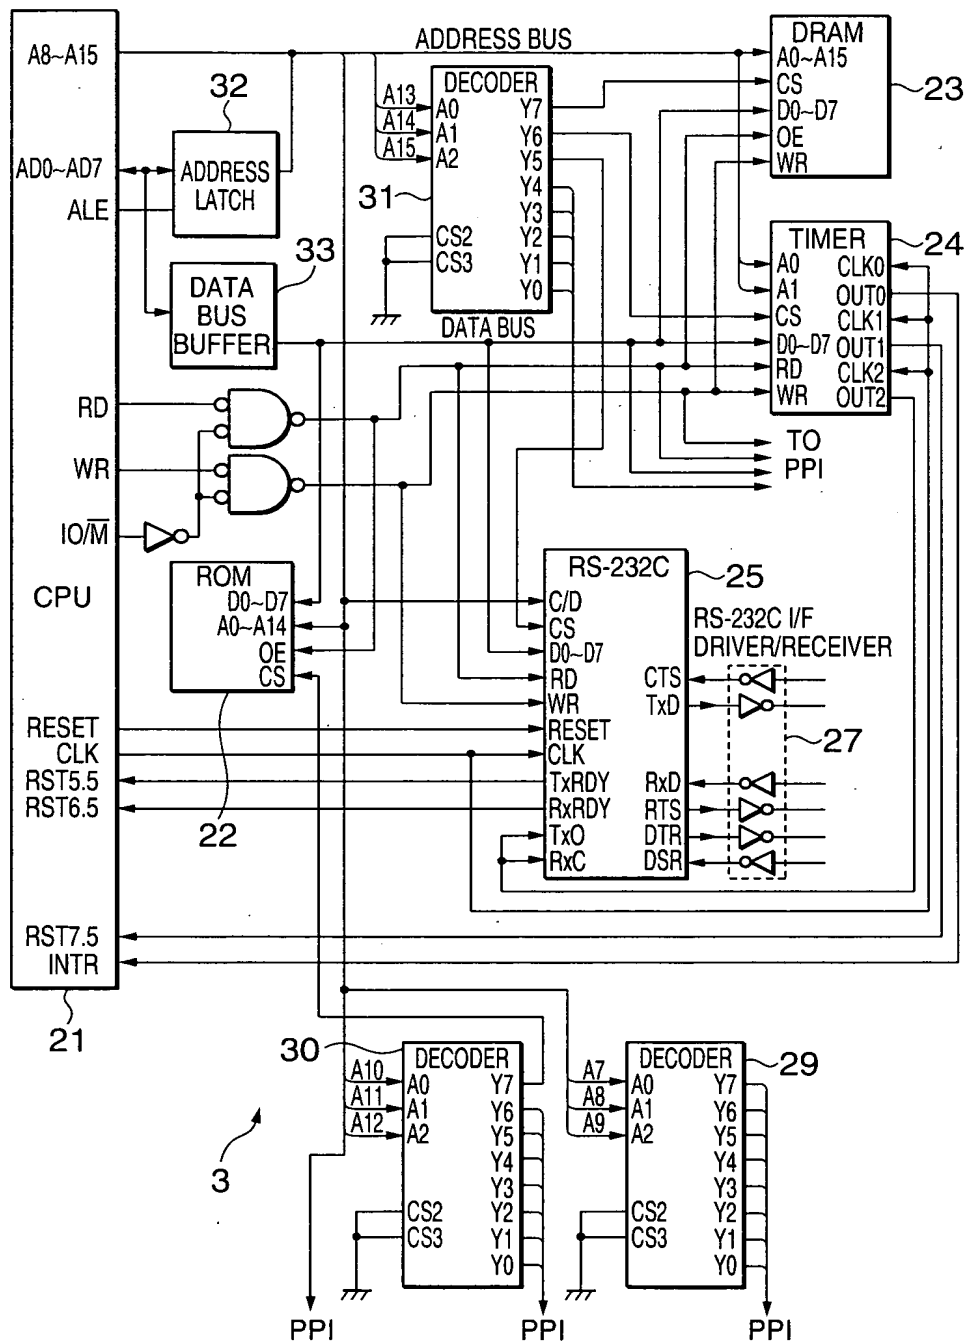 A8~A15
AD0~AD7
ALE
RD
WR
IO/M̅
CPU
RESET
CLK
RST5.5
RST6.5
RST7.5
INTR
21
32
ADDRESS
LATCH
33
DATA
BUS
BUFFER
ADDRESS BUS
DECODER
A13
A14
A15
A0
A1
A2
31
CS2
CS3
Y7
Y6
Y5
Y4
Y3
Y2
Y1
Y0
DATA BUS
DRAM
A0~A15
CS
D0~D7
OE
WR
23
TIMER
24
A0
A1
CS
D0~D7
RD
WR
CLK0
OUT0
CLK1
OUT1
CLK2
OUT2
TO
PPI
ROM
D0~D7
A0~A14
OE
CS
22
RS-232C
25
C/D
CS
D0~D7
RD
WR
RESET
CLK
TxRDY
RxRDY
TxO
RxC
CTS
TxD
RxD
RTS
DTR
DSR
RS-232C I/F
DRIVER/RECEIVER
27
30
DECODER
A10
A11
A12
A0
A1
A2
CS2
CS3
Y7
Y6
Y5
Y4
Y3
Y2
Y1
Y0
DECODER
29
A7
A8
A9
A0
A1
A2
CS2
CS3
Y7
Y6
Y5
Y4
Y3
Y2
Y1
Y0
3
PPI
PPI
PPI